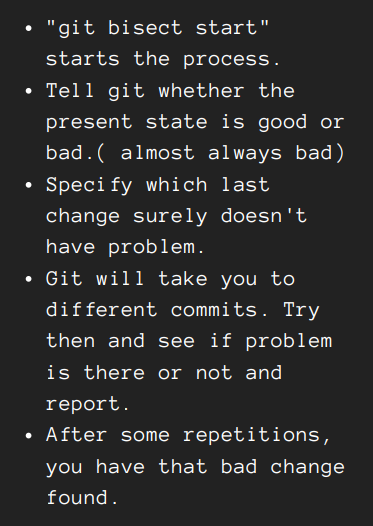 • "git bisect start"
starts the process.
• Tell git whether the
present state is good or
bad.( almost always bad)
• Specify which last
change surely doesn't
have problem.
• Git will take you to
different commits. Try
then and see if problem
is there or not and
report.
• After some repetitions,
you have that bad change
found.